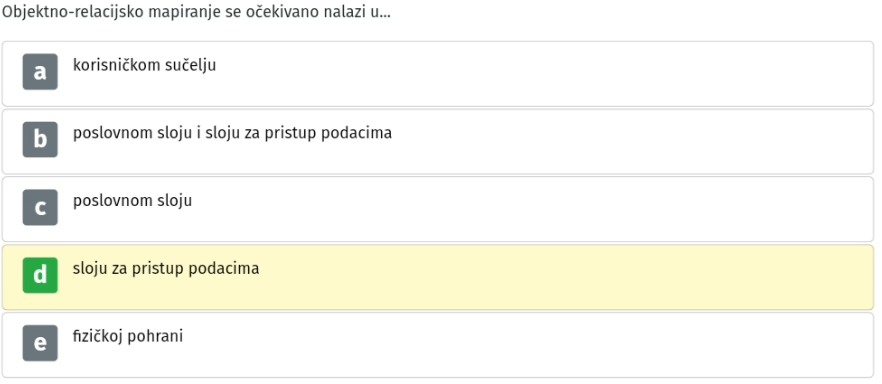 Objektno-relacijsko mapiranje se očekivano nalazi u...
a korisničkom sučelju
b poslovnom sloju i sloju za pristup podacima
c poslovnom sloju
d sloju za pristup podacima
e fizičkoj pohrani